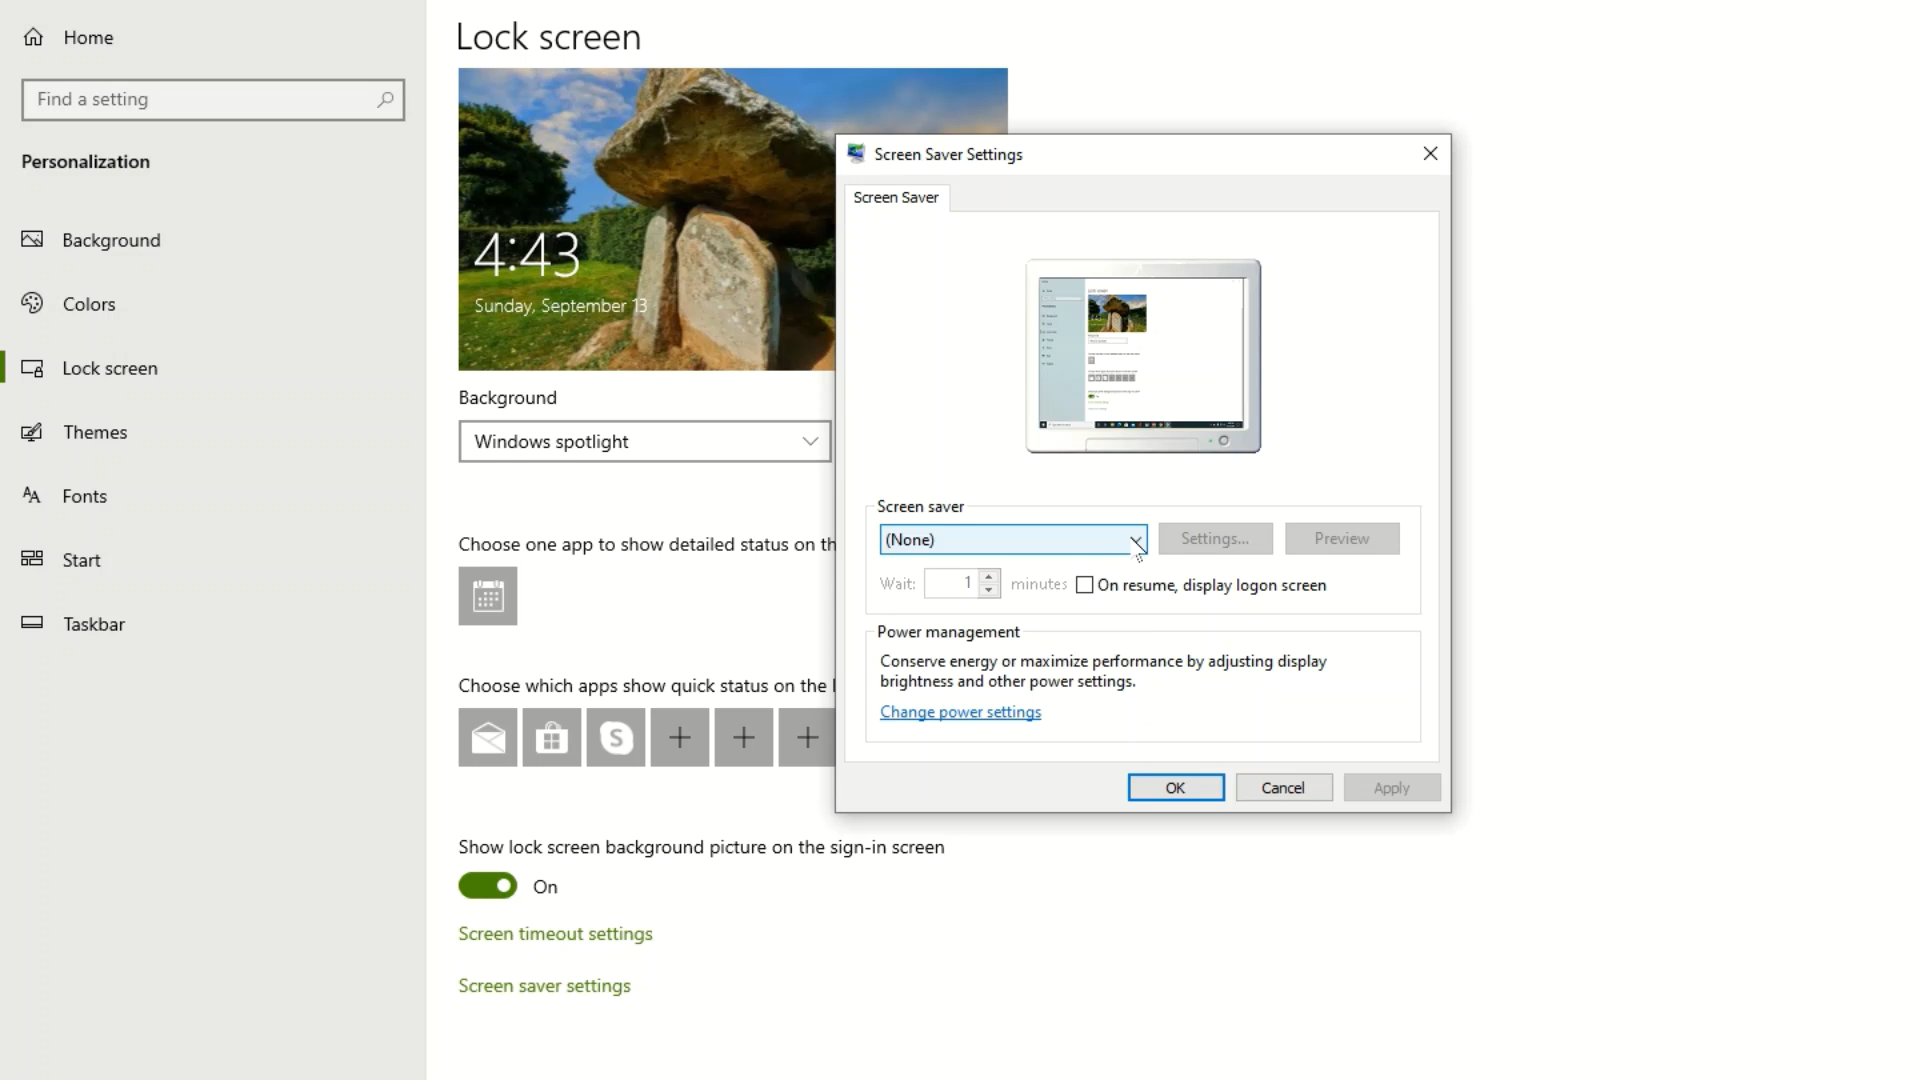 Home
Find a setting
Personalization
Background
Colors
Lock screen
Themes
Fonts
Start
Taskbar
Lock screen
4:43
Sunday, September 13
Background
Windows spotlight
Choose one app to show detailed status on th
Choose which apps show quick status on the
Show lock screen background picture on the sign-in screen
On
Screen timeout settings
Screen saver settings
Screen Saver Settings
Screen Saver
Screen saver
(None)
Settings...
Preview
Wait: 1 minutes
On resume, display logon screen
Power management
Conserve energy or maximize performance by adjusting display
brightness and other power settings.
Change power settings
OK
Cancel
Apply